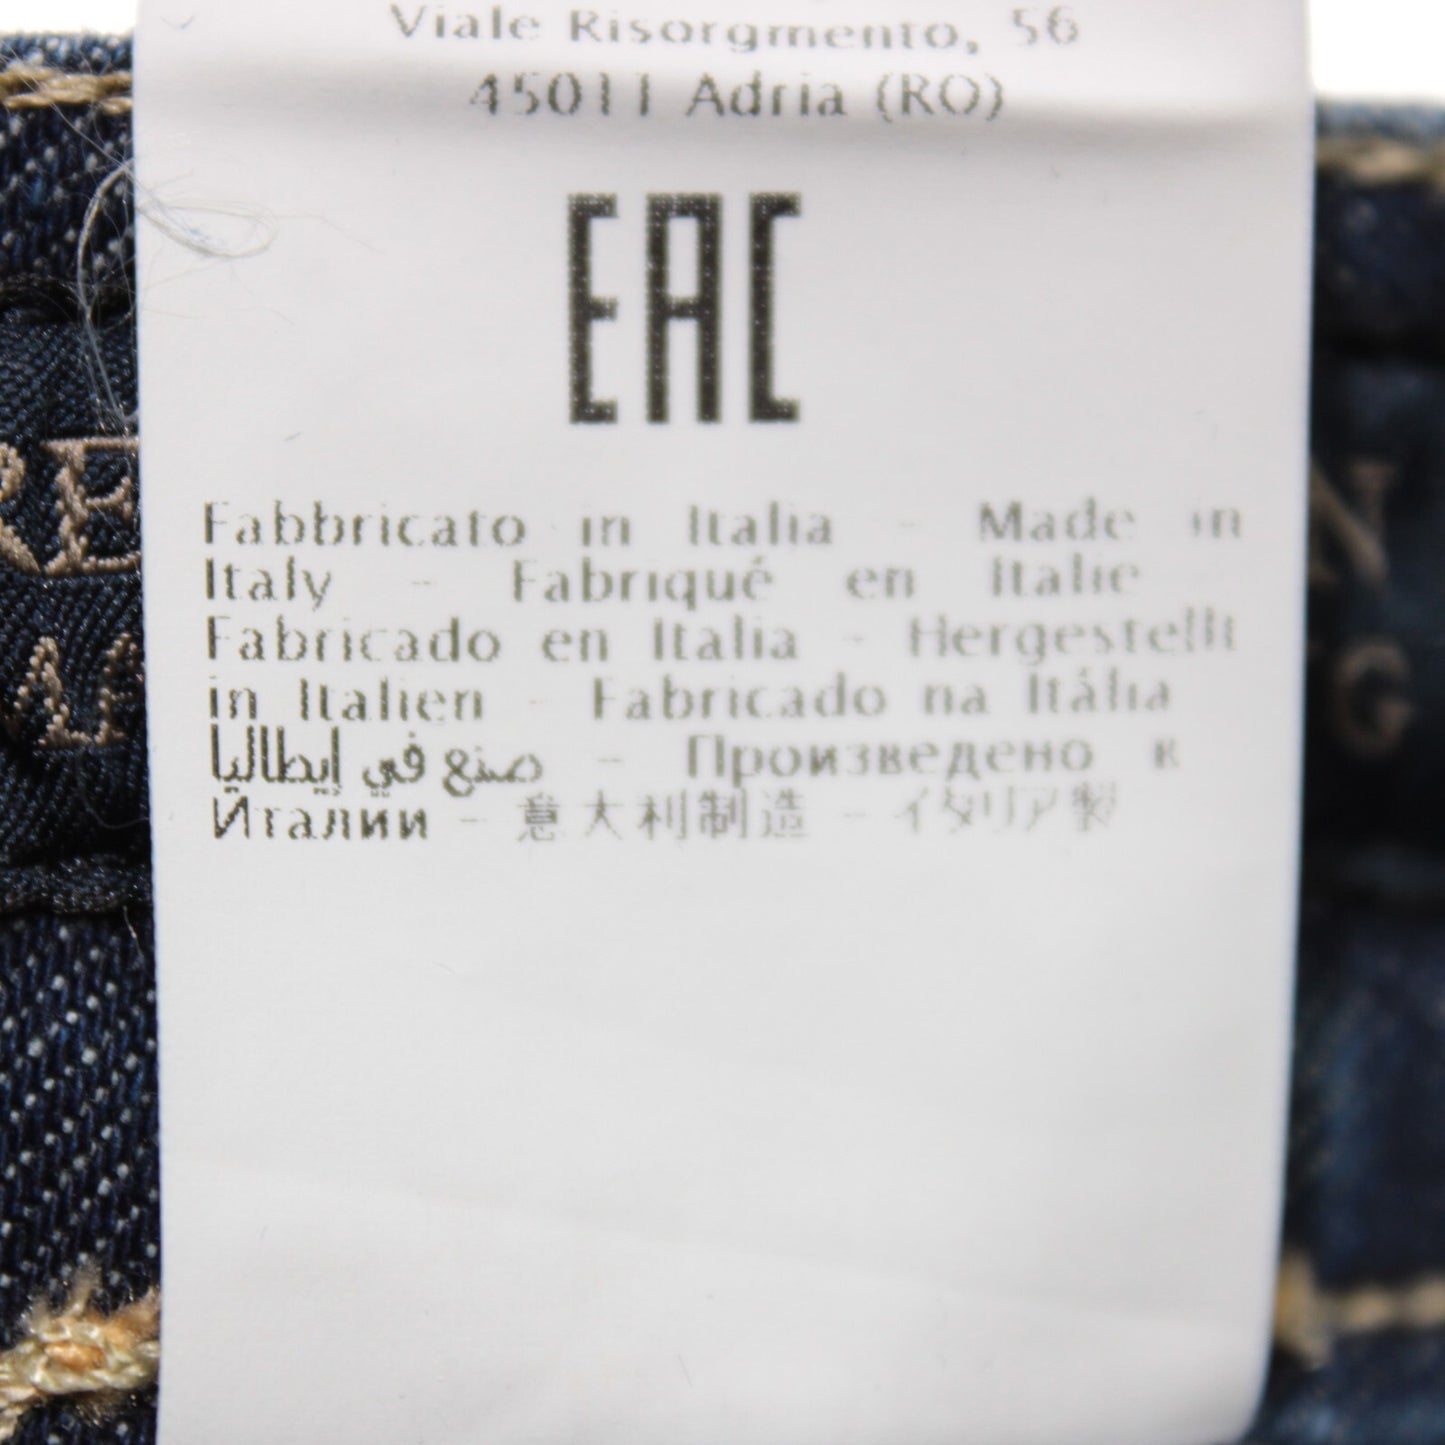 Viale Risorgmento, 56
45011 Adria (RO)
EAC
Fabbricato in Italia - Made in
Italy - Fabriqué en Italie -
Fabricado en Italia - Hergestellt
in Italien - Fabricado na Itália
صنع في إيطاليا - Произведено в
Италии - 意大利制造 - イタリア製